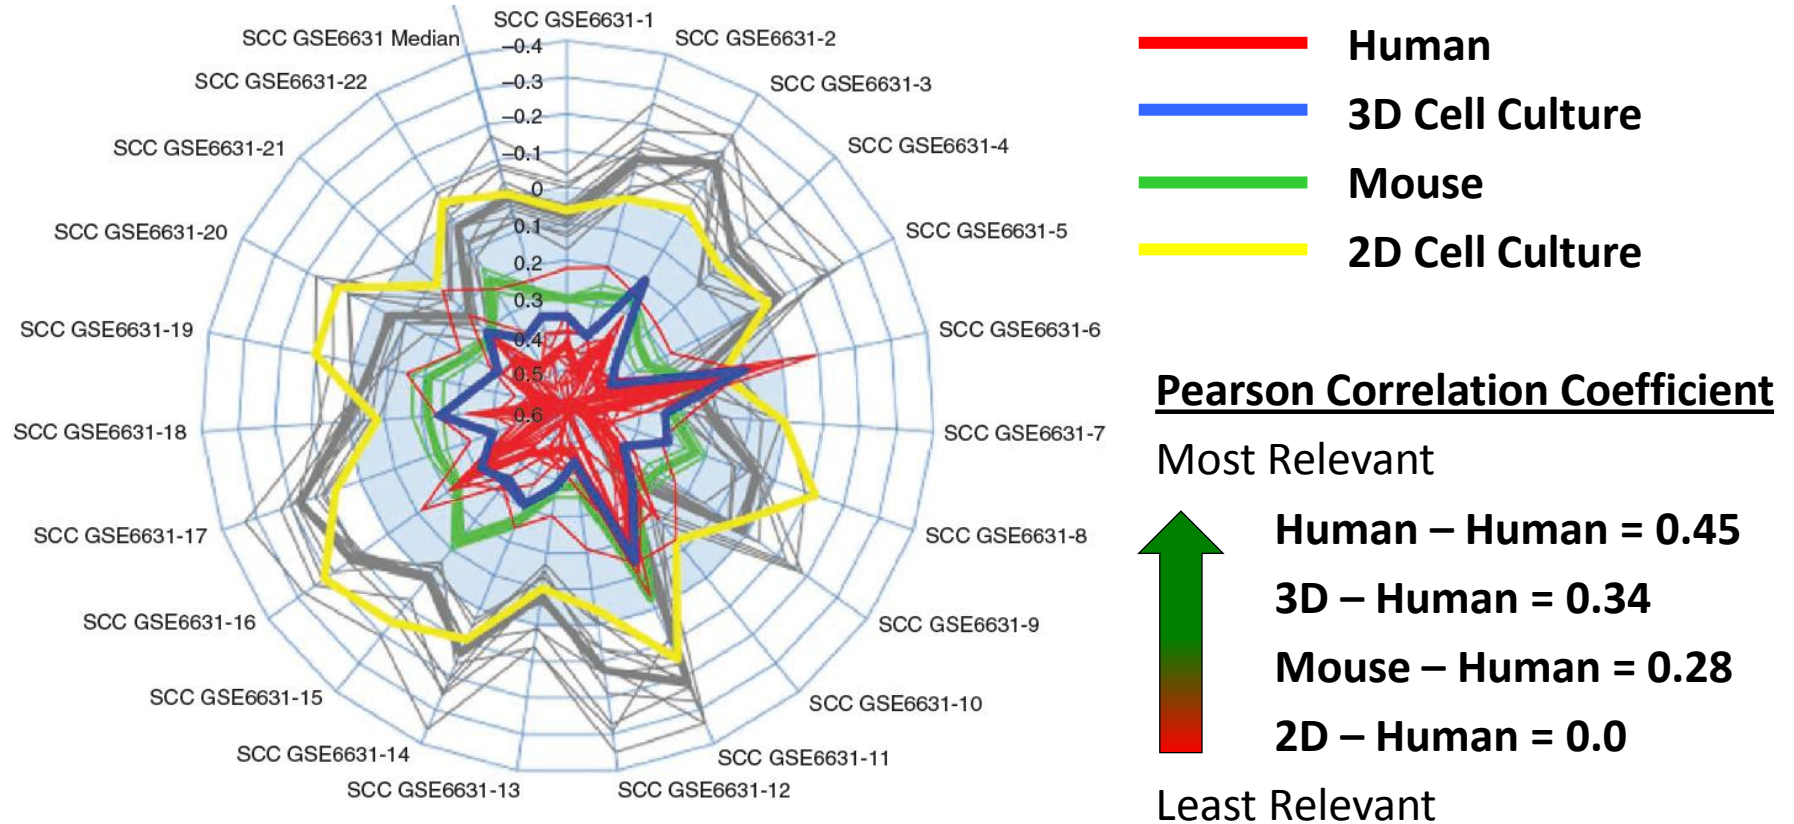 SCC GSE6631-1
SCC GSE6631 Median
SCC GSE6631-2
SCC GSE6631-22
SCC GSE6631-3
SCC GSE6631-21
SCC GSE6631-4
SCC GSE6631-20
SCC GSE6631-5
SCC GSE6631-19
SCC GSE6631-6
SCC GSE6631-18
SCC GSE6631-7
SCC GSE6631-17
SCC GSE6631-8
SCC GSE6631-16
SCC GSE6631-9
SCC GSE6631-15
SCC GSE6631-10
SCC GSE6631-14
SCC GSE6631-11
SCC GSE6631-13
SCC GSE6631-12
–0.4
–0.3
–0.2
–0.1
0
0.1
0.2
0.3
0.4
0.5
0.6
Human
3D Cell Culture
Mouse
2D Cell Culture
Pearson Correlation Coefficient
Most Relevant
Human – Human = 0.45
3D – Human = 0.34
Mouse – Human = 0.28
2D – Human = 0.0
Least Relevant